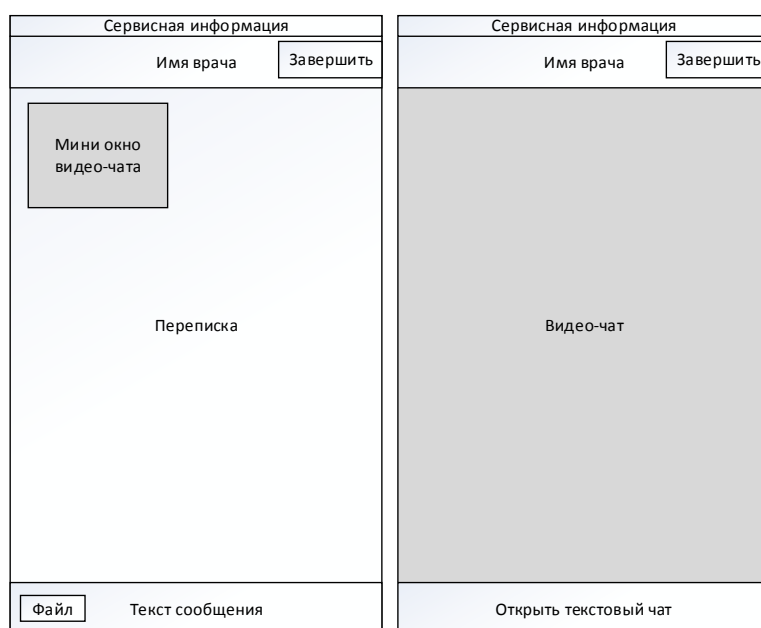 Сервисная информация
Имя врача
Завершить
Мини окно
видео-чата
Переписка
Файл
Текст сообщения
Сервисная информация
Имя врача
Завершить
Видео-чат
Открыть текстовый чат